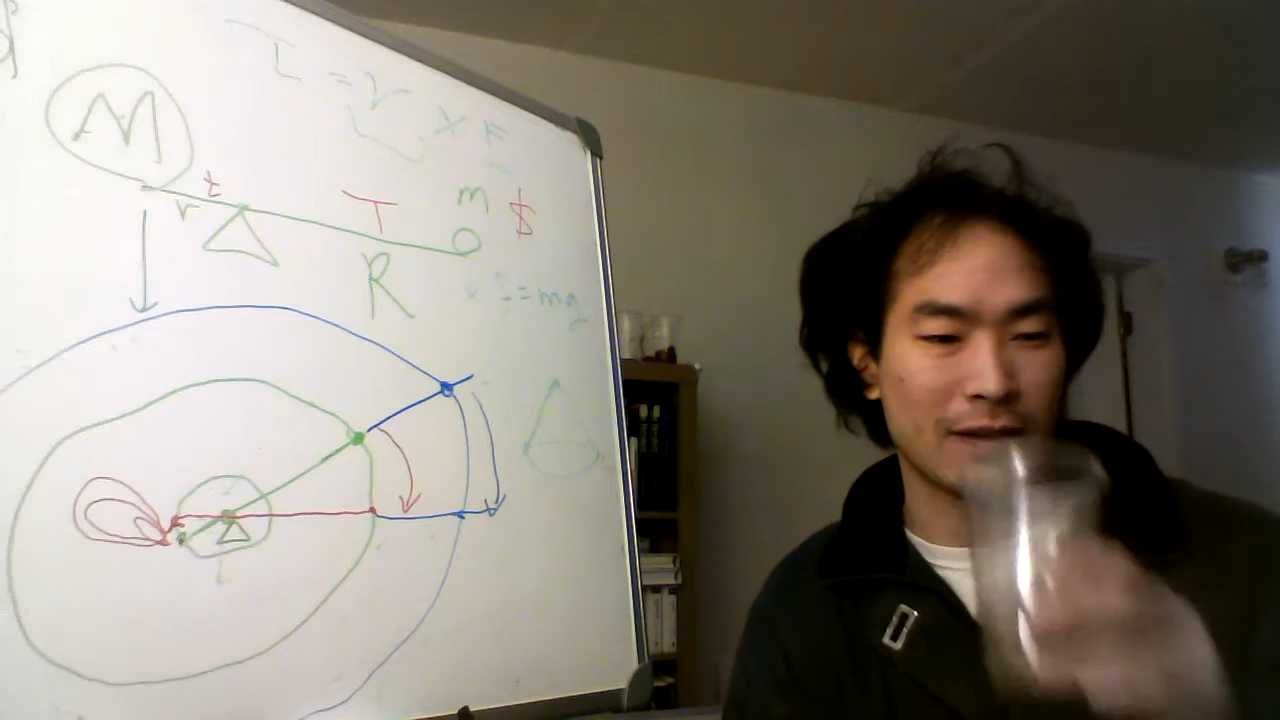 τ = r × F
M
t
r
T
m $
R
F = mg